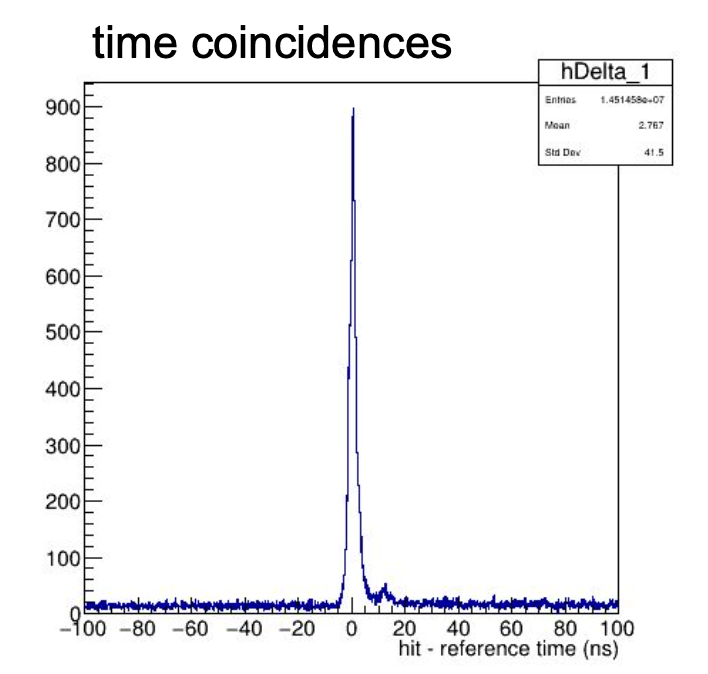 time coincidences
hDelta_1
Entries 1.451458e+07
Mean 2.767
Std Dev 41.5
900
800
700
600
500
400
300
200
100
0
−100 −80 −60 −40 −20 0 20 40 60 80 100
hit - reference time (ns)